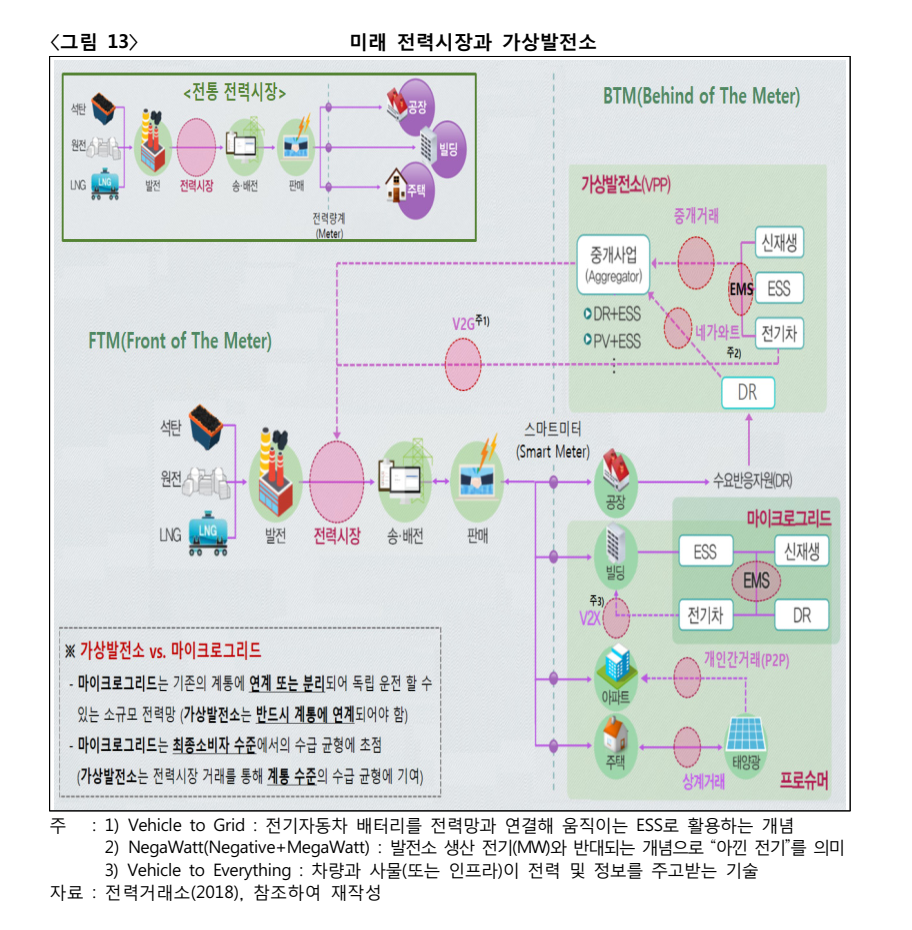 〈그림 13〉 미래 전력시장과 가상발전소
<전통 전력시장>
석탄
원전
LNG
LNG
발전
전력시장
송·배전
판매
공장
빌딩
주택
전력량계
(Meter)
BTM(Behind of The Meter)
가상발전소(VPP)
중개거래
중개사업
(Aggregator)
DR+ESS
PV+ESS
⋮
신재생
EMS
ESS
전기차
네가와트
주2)
DR
V2G주1)
FTM(Front of The Meter)
스마트미터
(Smart Meter)
석탄
원전
LNG
LNG
발전
전력시장
송·배전
판매
공장
수요반응자원(DR)
마이크로그리드
빌딩
ESS
신재생
EMS
전기차
DR
주3)
V2X
개인간거래(P2P)
아파트
주택
상계거래
태양광
프로슈머
※ 가상발전소 vs. 마이크로그리드
- 마이크로그리드는 기존의 계통에 연계 또는 분리되어 독립 운전 할 수
있는 소규모 전력망 (가상발전소는 반드시 계통에 연계되어야 함)
- 마이크로그리드는 최종소비자 수준에서의 수급 균형에 초점
(가상발전소는 전력시장 거래를 통해 계통 수준의 수급 균형에 기여)
주 : 1) Vehicle to Grid : 전기자동차 배터리를 전력망과 연결해 움직이는 ESS로 활용하는 개념
2) NegaWatt(Negative+MegaWatt) : 발전소 생산 전기(MW)와 반대되는 개념으로 “아낀 전기”를 의미
3) Vehicle to Everything : 차량과 사물(또는 인프라)이 전력 및 정보를 주고받는 기술
자료 : 전력거래소(2018), 참조하여 재작성